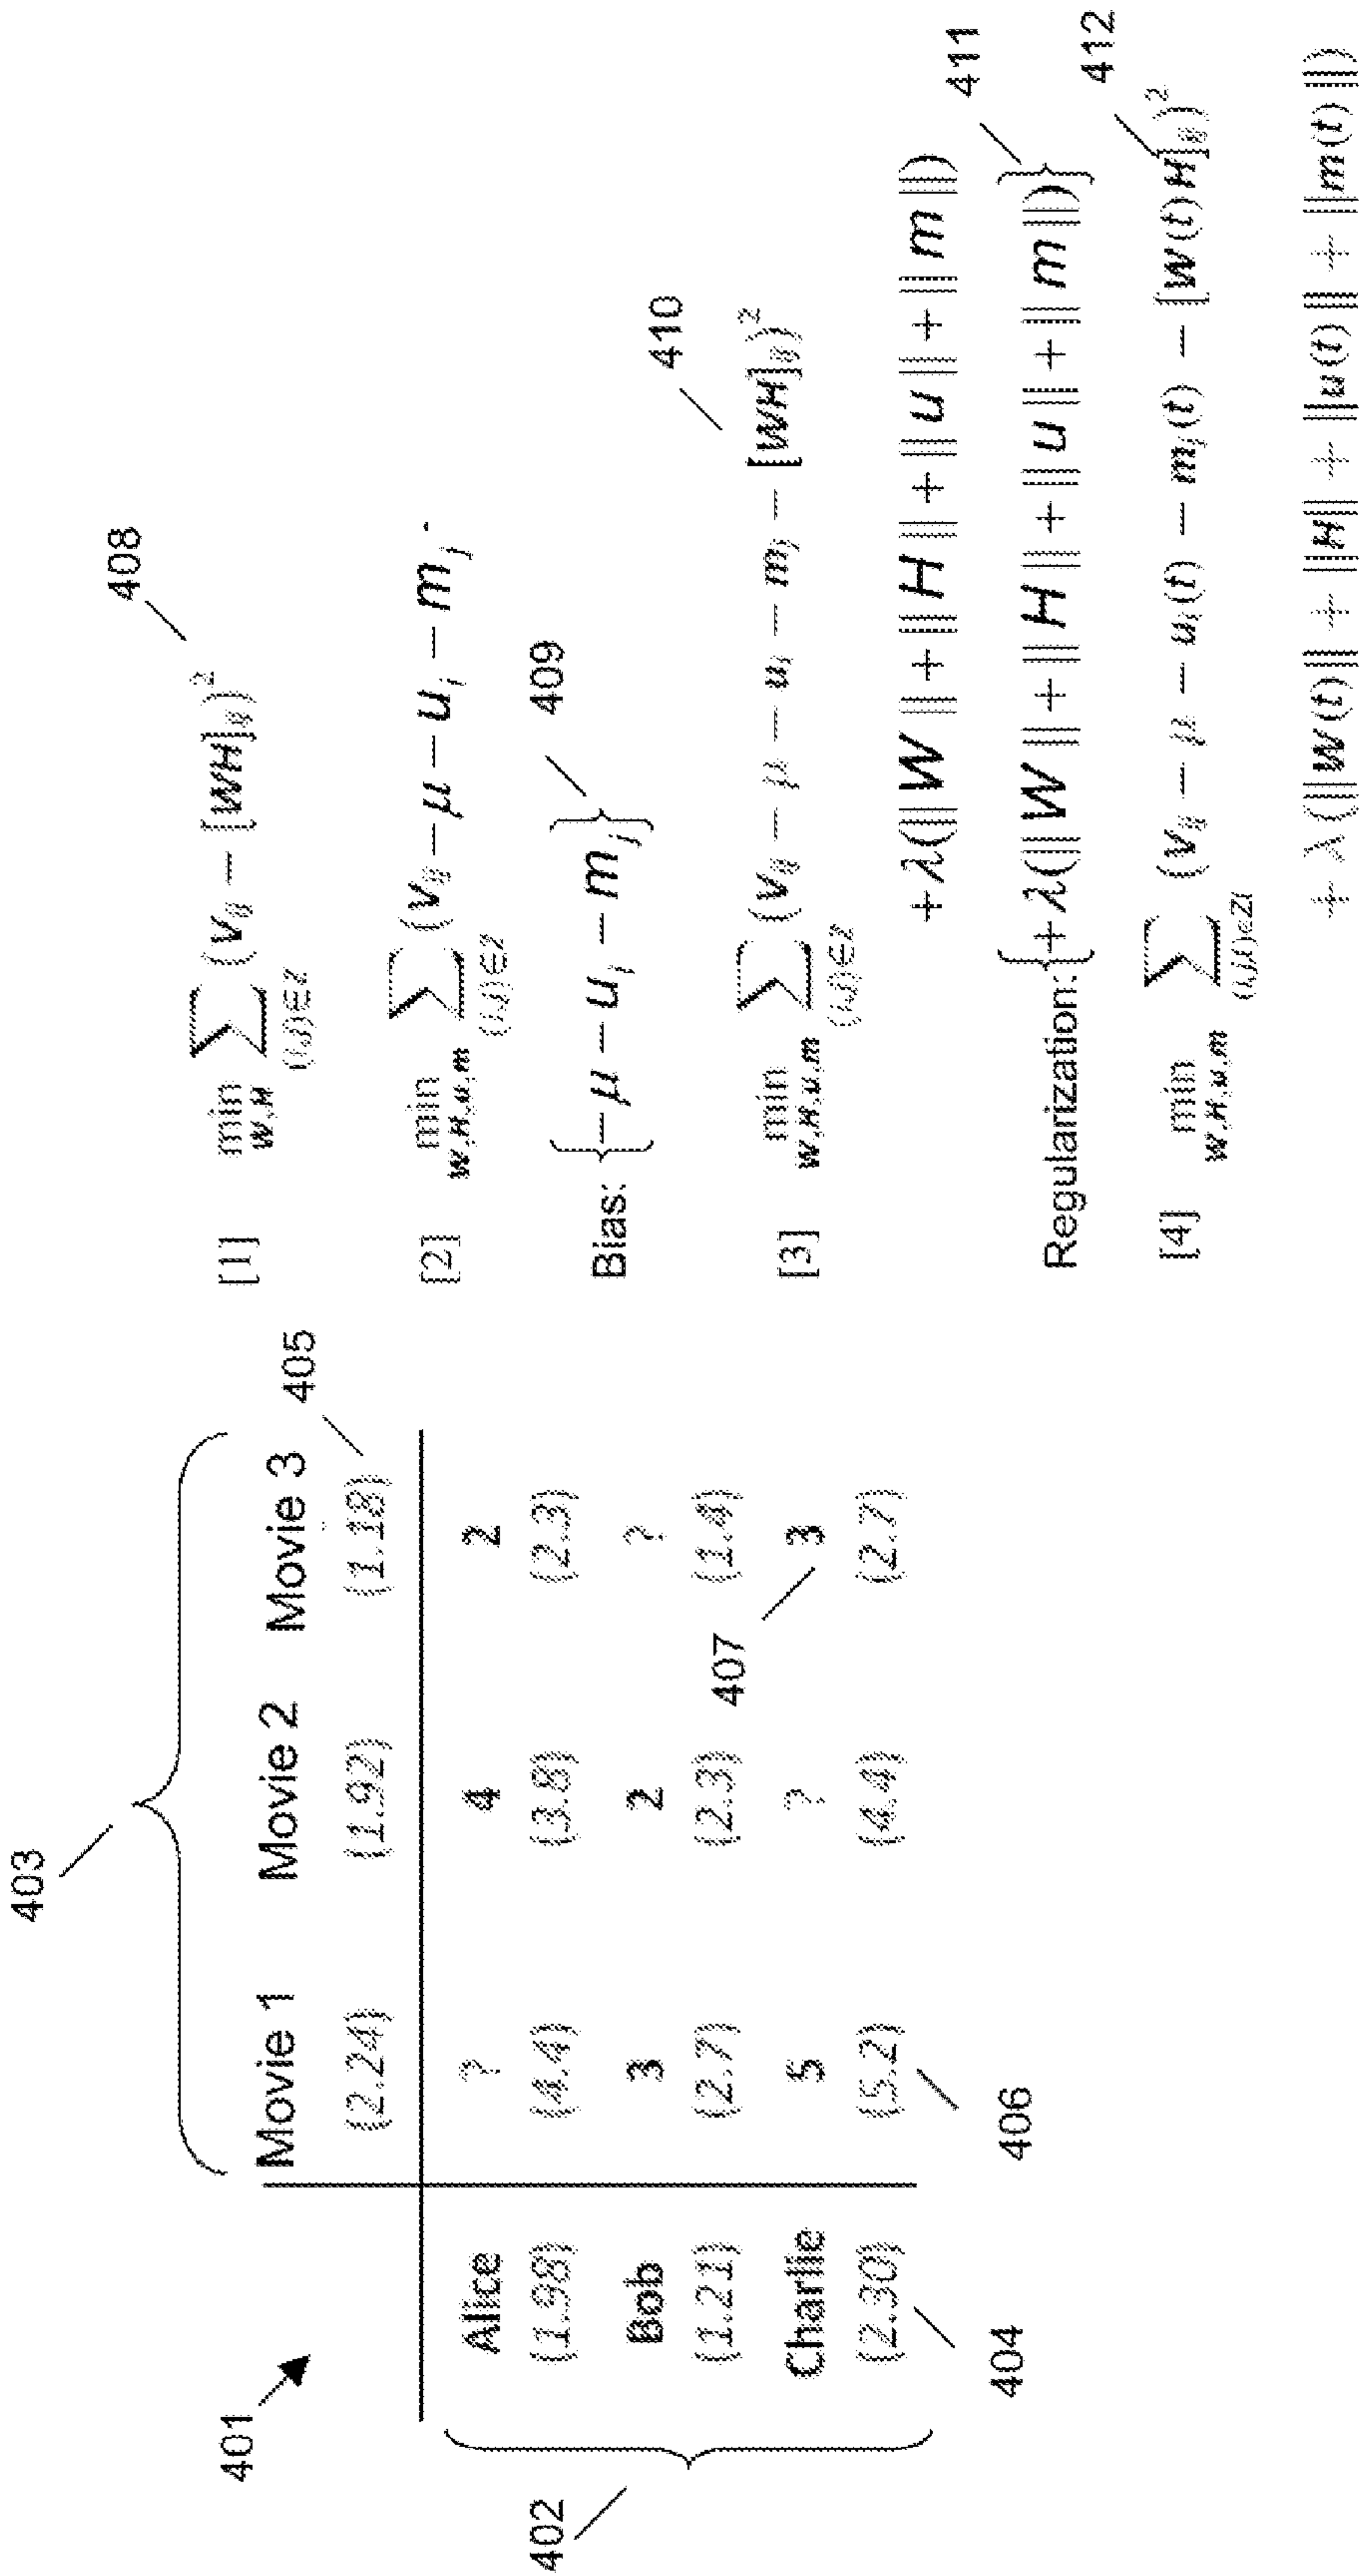 403
401
Movie 1 Movie 2 Movie 3
(2.24) (1.92) (1.18)
405
402
Alice ? 4 2
(1.98) (4.4) (3.8) (2.3)
Bob 3 2 ?
(1.21) (2.7) (2.3) (1.4)
407
Charlie 5 ? 3
(2.30) (5.2) (4.4) (2.7)
404
406
408
[1] min W,H ∑ (i,j)∈Z (v_ij − [WH]_ij)²
[2] min W,H,u,m ∑ (i,j)∈Z (v_ij − μ − u_i − m_j -
409
Bias: {− μ − u_i − m_j}
410
[3] min W,H,u,m ∑ (i,j)∈Z (v_ij − μ − u_i − m_j − [WH]_ij)²
+ λ(||W|| + ||H|| + ||u|| + ||m||)
411
Regularization: {+ λ(||W|| + ||H|| + ||u|| + ||m||)}
412
[4] min W,H,u,m ∑ (i,j,t)∈Zt (v_ij − μ − u_i(t) − m_j(t) − [W(t)H]_ij)²
+ λ(||W(t)|| + ||H|| + ||u(t)|| + ||m(t)||)